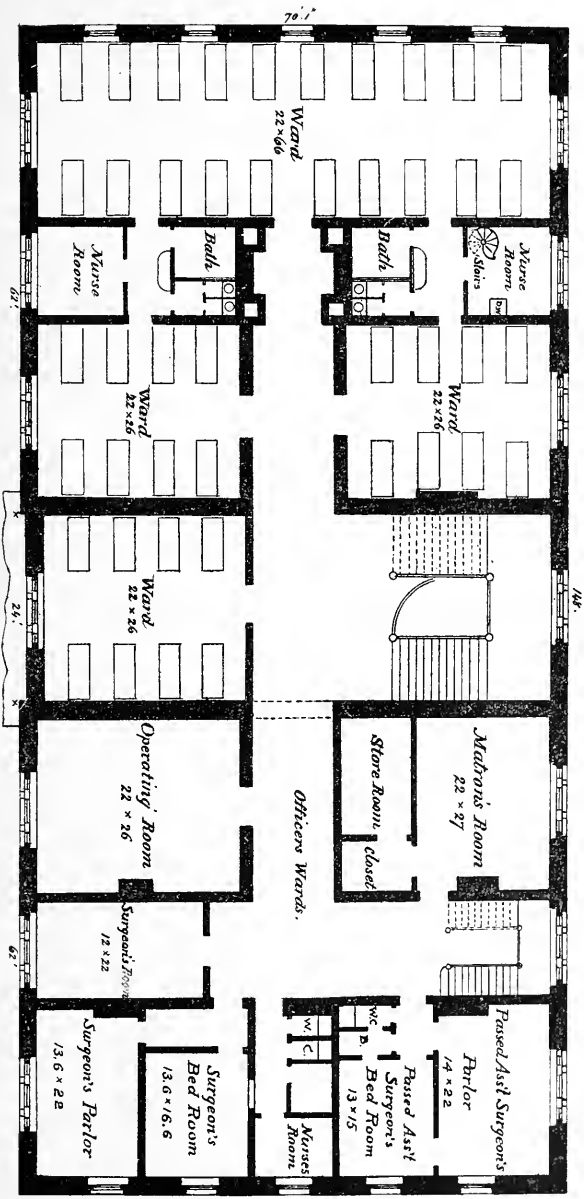 70'.1"
Ward
22 × 66
Nurse
Room
Bath
Bath
Nurse
Room
Stairs
D.W
62'.
Ward
22 × 26
Ward
22 × 26
x
24'.
x
148'.
Ward
22 × 26
Operating Room
22 × 26
Officers Wards.
Store Room
closet
Matron's Room
22 × 27
62'.
Surgeon's Room
12 × 22
Surgeon's Parlor
13.6 × 22
Surgeon's
Bed Room
13.6 × 16.6
W.
C.
Nurses
Room
W.C
B.
Passed Ass't
Surgeon's
Bed Room
13 × 15
Passed Ass't Surgeon's
Parlor
14 × 22